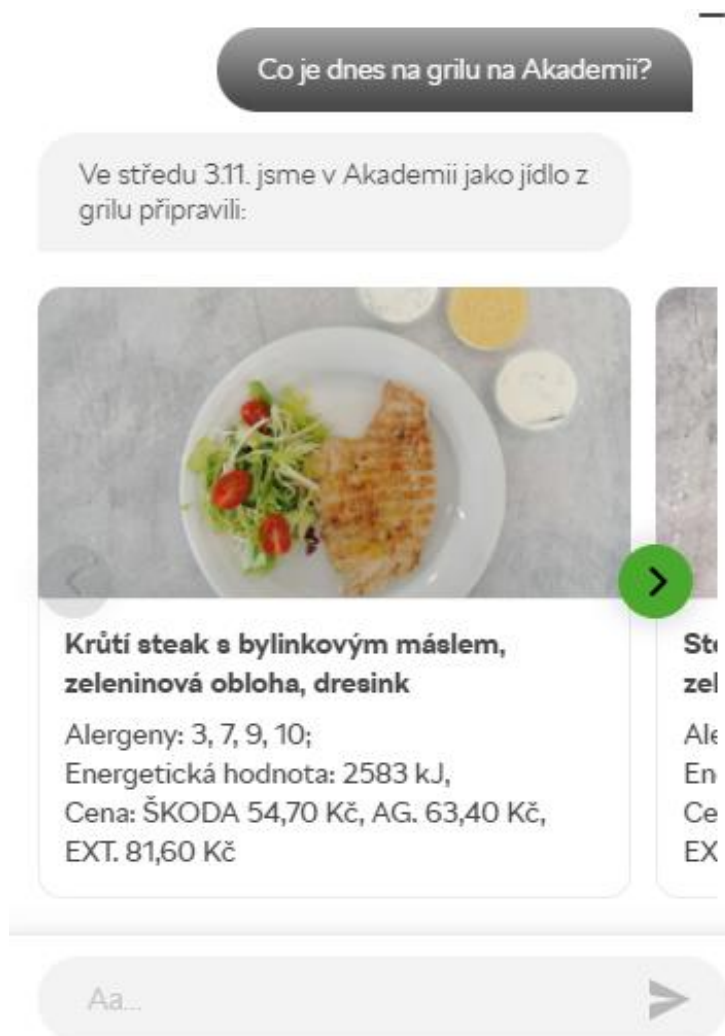 Co je dnes na grilu na Akademii?
Ve středu 3.11. jsme v Akademii jako jídlo z
grilu připravili:
Krůtí steak s bylinkovým máslem,
zeleninová obloha, dresink
Alergeny: 3, 7, 9, 10;
Energetická hodnota: 2583 kJ,
Cena: ŠKODA 54,70 Kč, AG. 63,40 Kč,
EXT. 81,60 Kč
Aa...